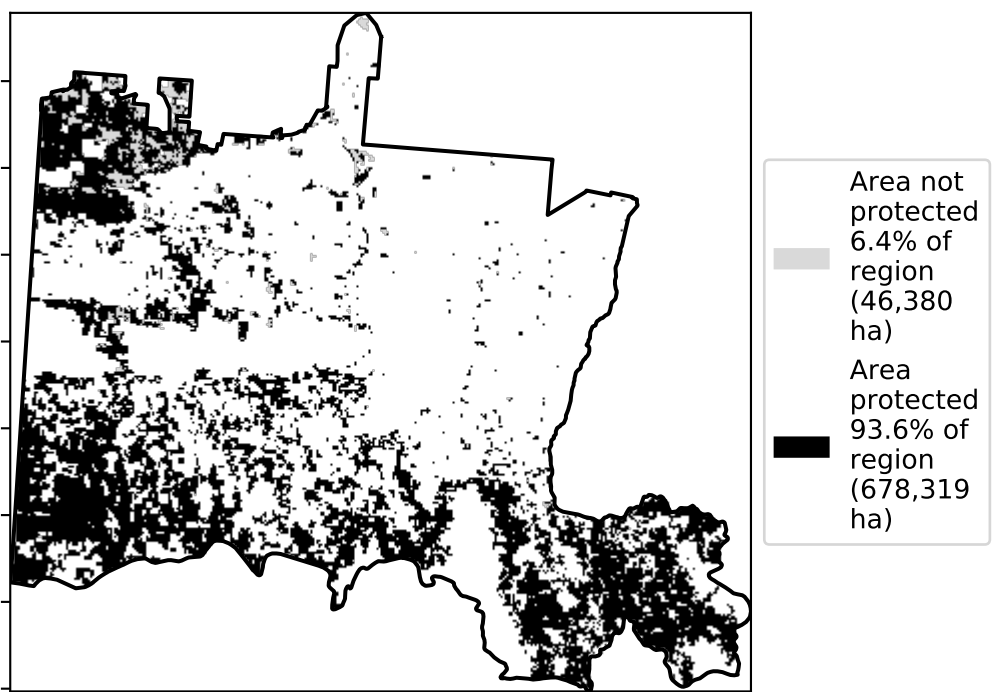 Area not
protected
6.4% of
region
(46,380
ha)
Area
protected
93.6% of
region
(678,319
ha)